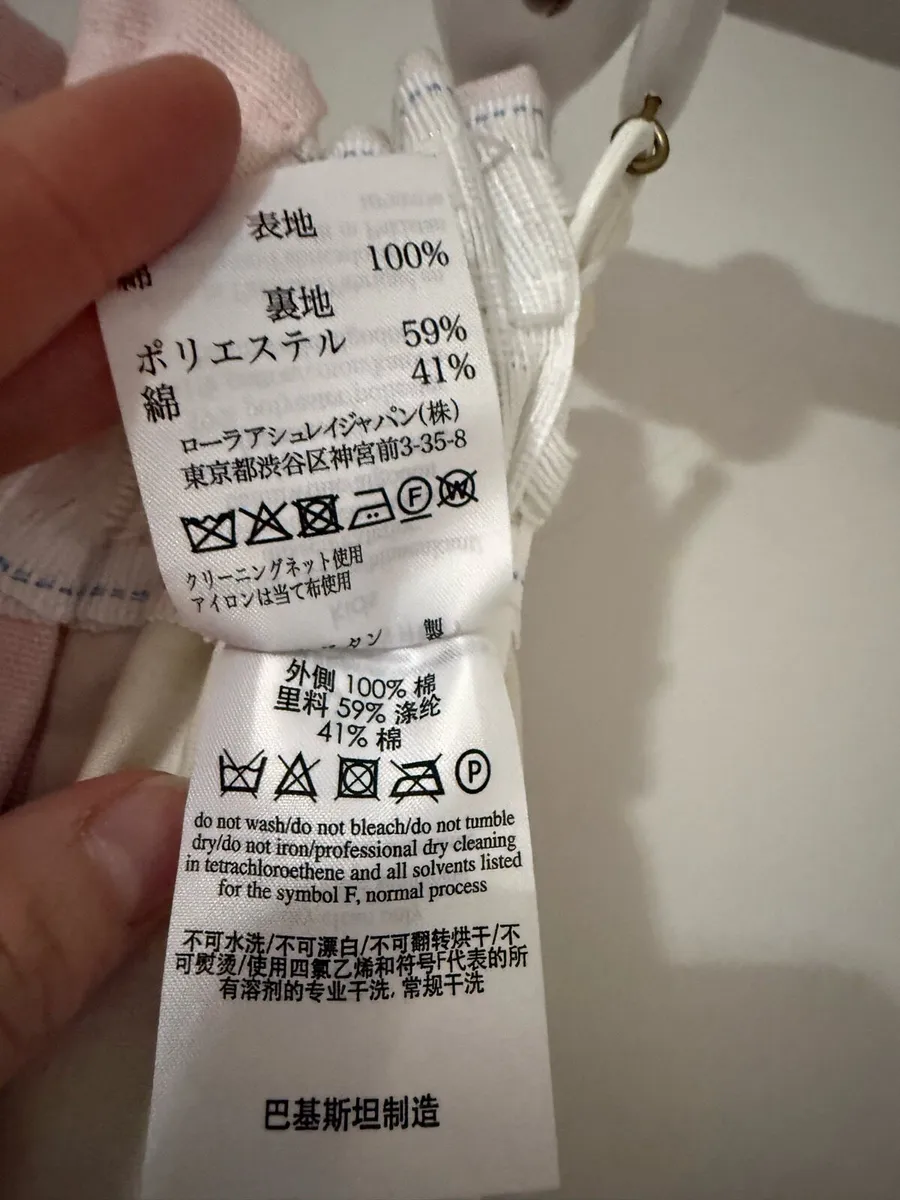 表地
綿 100%
裏地
ポリエステル 59%
綿 41%
ローラアシュレイジャパン(株)
東京都渋谷区神宮前3-35-8
F W
クリーニングネット使用
アイロンは当て布使用
タン 製
外側 100% 棉
里料 59% 涤纶
41% 棉
P
do not wash/do not bleach/do not tumble
dry/do not iron/professional dry cleaning
in tetrachloroethene and all solvents listed
for the symbol F, normal process
不可水洗/不可漂白/不可翻转烘干/不
可熨烫/使用四氯乙烯和符号F代表的所
有溶剂的专业干洗, 常规干洗
巴基斯坦制造